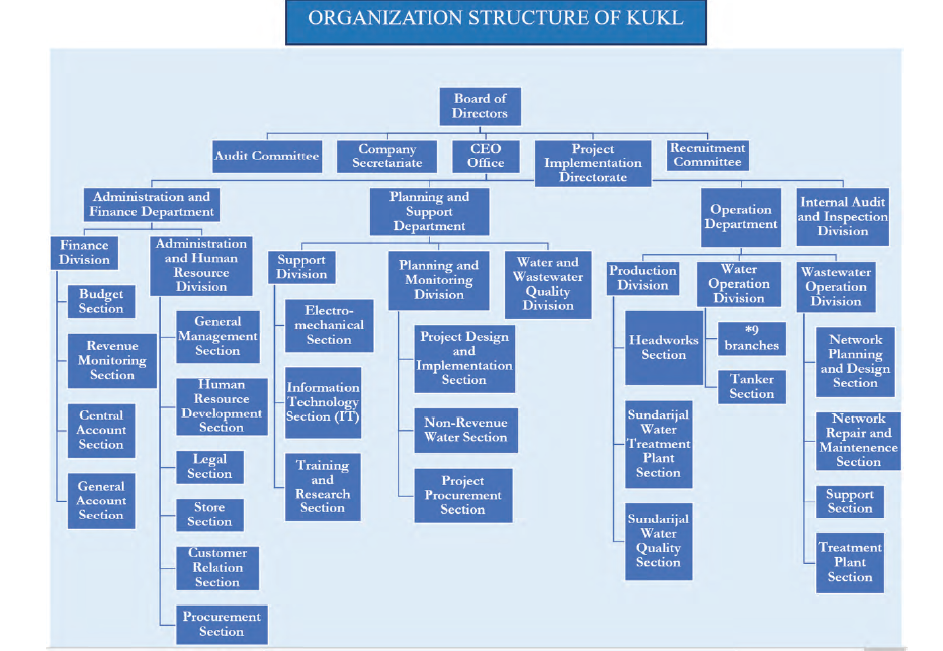 ORGANIZATION STRUCTURE OF KUKL
Board of
Directors
Audit Committee
Company
Secretariate
CEO
Office
Project
Implementation
Directorate
Recruitment
Committee
Administration and
Finance Department
Planning and
Support
Department
Operation
Department
Internal Audit
and Inspection
Division
Finance
Division
Administration
and Human
Resource
Division
Support
Division
Planning and
Monitoring
Division
Water and
Wastewater
Quality
Division
Production
Division
Water
Operation
Division
Wastewater
Operation
Division
Budget
Section
Revenue
Monitoring
Section
Central
Account
Section
General
Account
Section
General
Management
Section
Human
Resource
Development
Section
Legal
Section
Store
Section
Customer
Relation
Section
Procurement
Section
Electro-
mechanical
Section
Information
Technology
Section (IT)
Training
and
Research
Section
Project Design
and
Implementation
Section
Non-Revenue
Water Section
Project
Procurement
Section
Headworks
Section
Sundarijal
Water
Treatment
Plant
Section
Sundarijal
Water
Quality
Section
*9
branches
Tanker
Section
Network
Planning
and Design
Section
Network
Repair and
Maintenence
Section
Support
Section
Treatment
Plant
Section